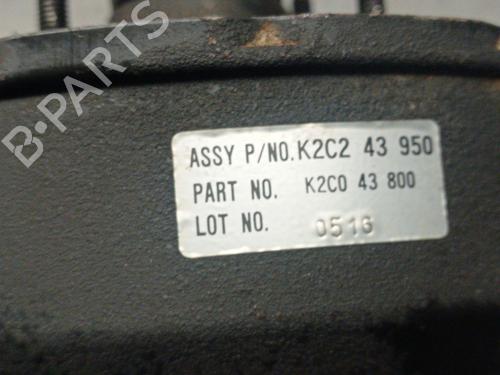 B-PARTS
ASSY P/NO. K2C2 43 950
PART NO. K2C0 43 800
LOT NO. 0516